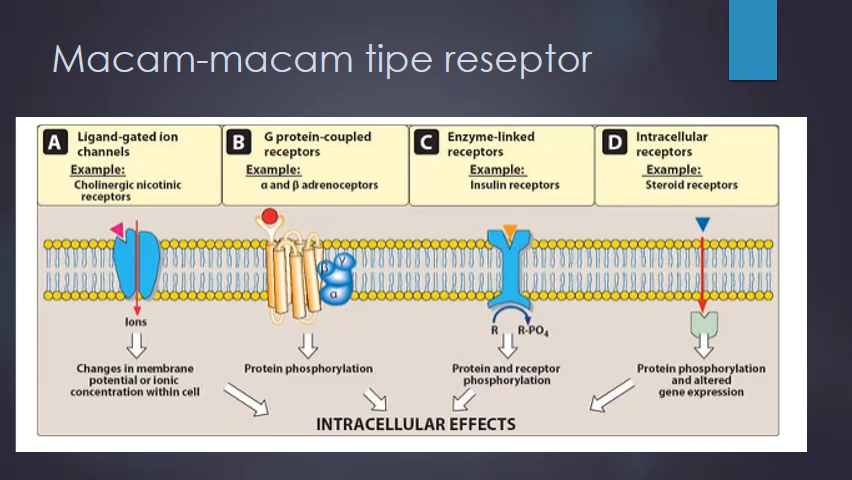 Macam-macam tipe reseptor
A
Ligand-gated ion
channels
Example:
Cholinergic nicotinic
receptors
B
G protein-coupled
receptors
Example:
α and β adrenoceptors
C
Enzyme-linked
receptors
Example:
Insulin receptors
D
Intracellular
receptors
Example:
Steroid receptors
β
γ
α
Ions
R
R-PO4
Changes in membrane
potential or ionic
concentration within cell
Protein phosphorylation
Protein and receptor
phosphorylation
Protein phosphorylation
and altered
gene expression
INTRACELLULAR EFFECTS